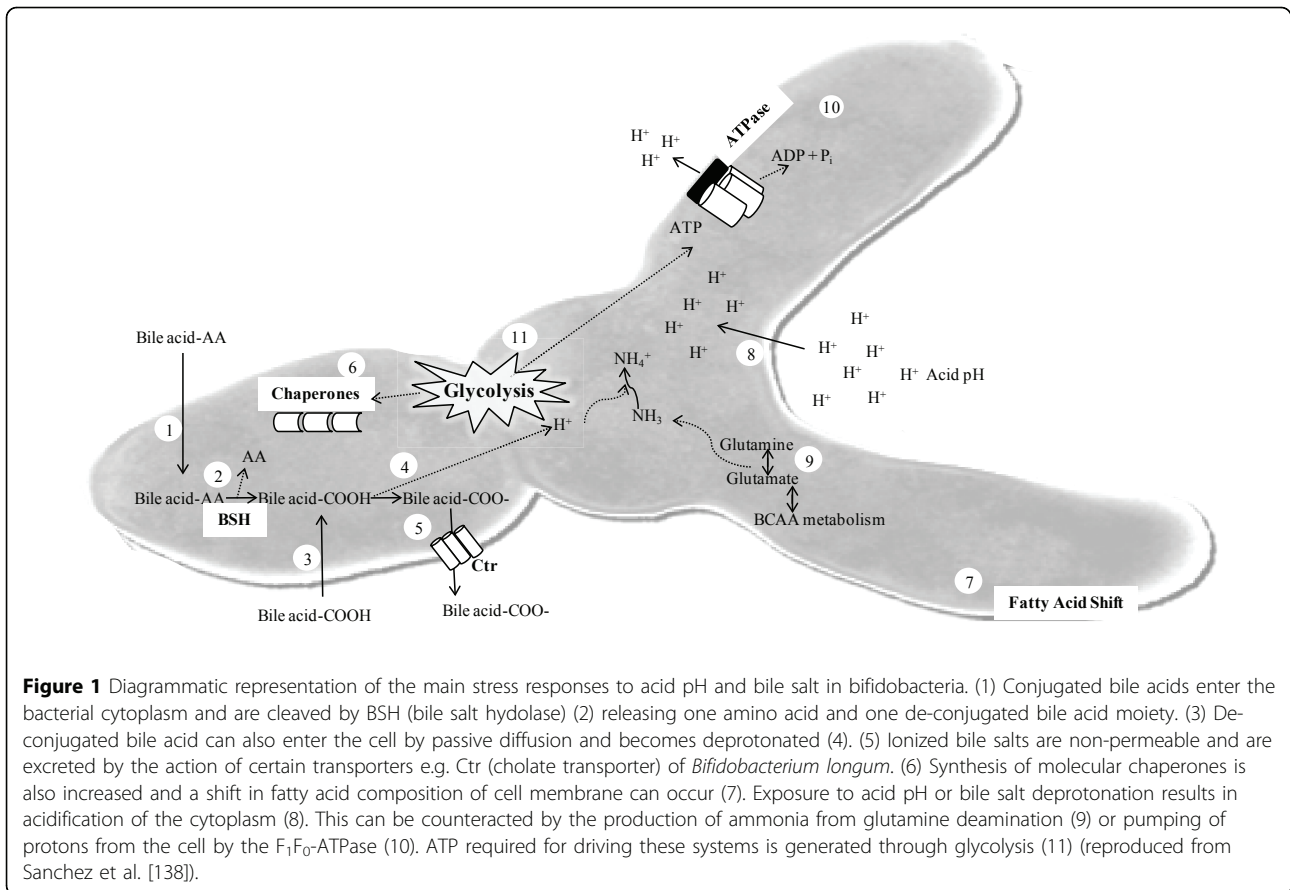 10
ATPase
H⁺ H⁺
H⁺
ADP + Pᵢ
ATP
H⁺
H⁺ H⁺
H⁺
H⁺
8
H⁺
H⁺ H⁺
H⁺ H⁺ Acid pH
H⁺ H⁺
Bile acid-AA
11
6
Chaperones
Glycolysis
NH₄⁺
H⁺
NH₃
1
2
AA
4
Glutamine
9
Glutamate
BCAA metabolism
Bile acid-AA Bile acid-COOH Bile acid-COO-
BSH
5
Ctr
3
7
Fatty Acid Shift
Bile acid-COOH
Bile acid-COO-
Figure 1 Diagrammatic representation of the main stress responses to acid pH and bile salt in bifidobacteria. (1) Conjugated bile acids enter the
bacterial cytoplasm and are cleaved by BSH (bile salt hydolase) (2) releasing one amino acid and one de-conjugated bile acid moiety. (3) De-
conjugated bile acid can also enter the cell by passive diffusion and becomes deprotonated (4). (5) Ionized bile salts are non-permeable and are
excreted by the action of certain transporters e.g. Ctr (cholate transporter) of Bifidobacterium longum. (6) Synthesis of molecular chaperones is
also increased and a shift in fatty acid composition of cell membrane can occur (7). Exposure to acid pH or bile salt deprotonation results in
acidification of the cytoplasm (8). This can be counteracted by the production of ammonia from glutamine deamination (9) or pumping of
protons from the cell by the F₁F₀-ATPase (10). ATP required for driving these systems is generated through glycolysis (11) (reproduced from
Sanchez et al. [138]).